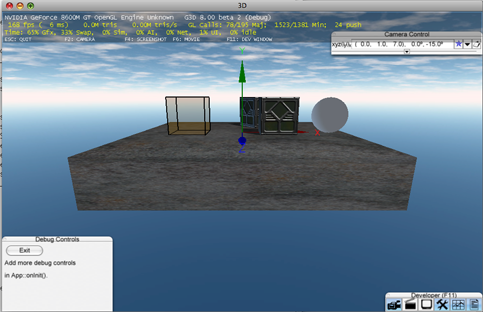 3D
NVIDIA GeForce 8600M GT OpenGL Engine Unknown G3D 8.00 beta 2 (Debug)
168 fps ( 6 ms) 0.0M tris 0.00M tris/s GL Calls: 78/195 Maj; 1523/1381 Min; 24 push
Time: 65% Gfx, 33% Swap, 0% Sim, 0% AI, 0% Net, 1% UI, 0% idle
ESC: QUIT F2: CAMERA F4: SCREENSHOT F6: MOVIE F11: DEV WINDOW
Camera Control
( 0.0, 1.0, 7.0), 0.0°, -15.0°
X
Z
Debug Controls
Exit
Add more debug controls
in App::onInit().
Developer (F11)